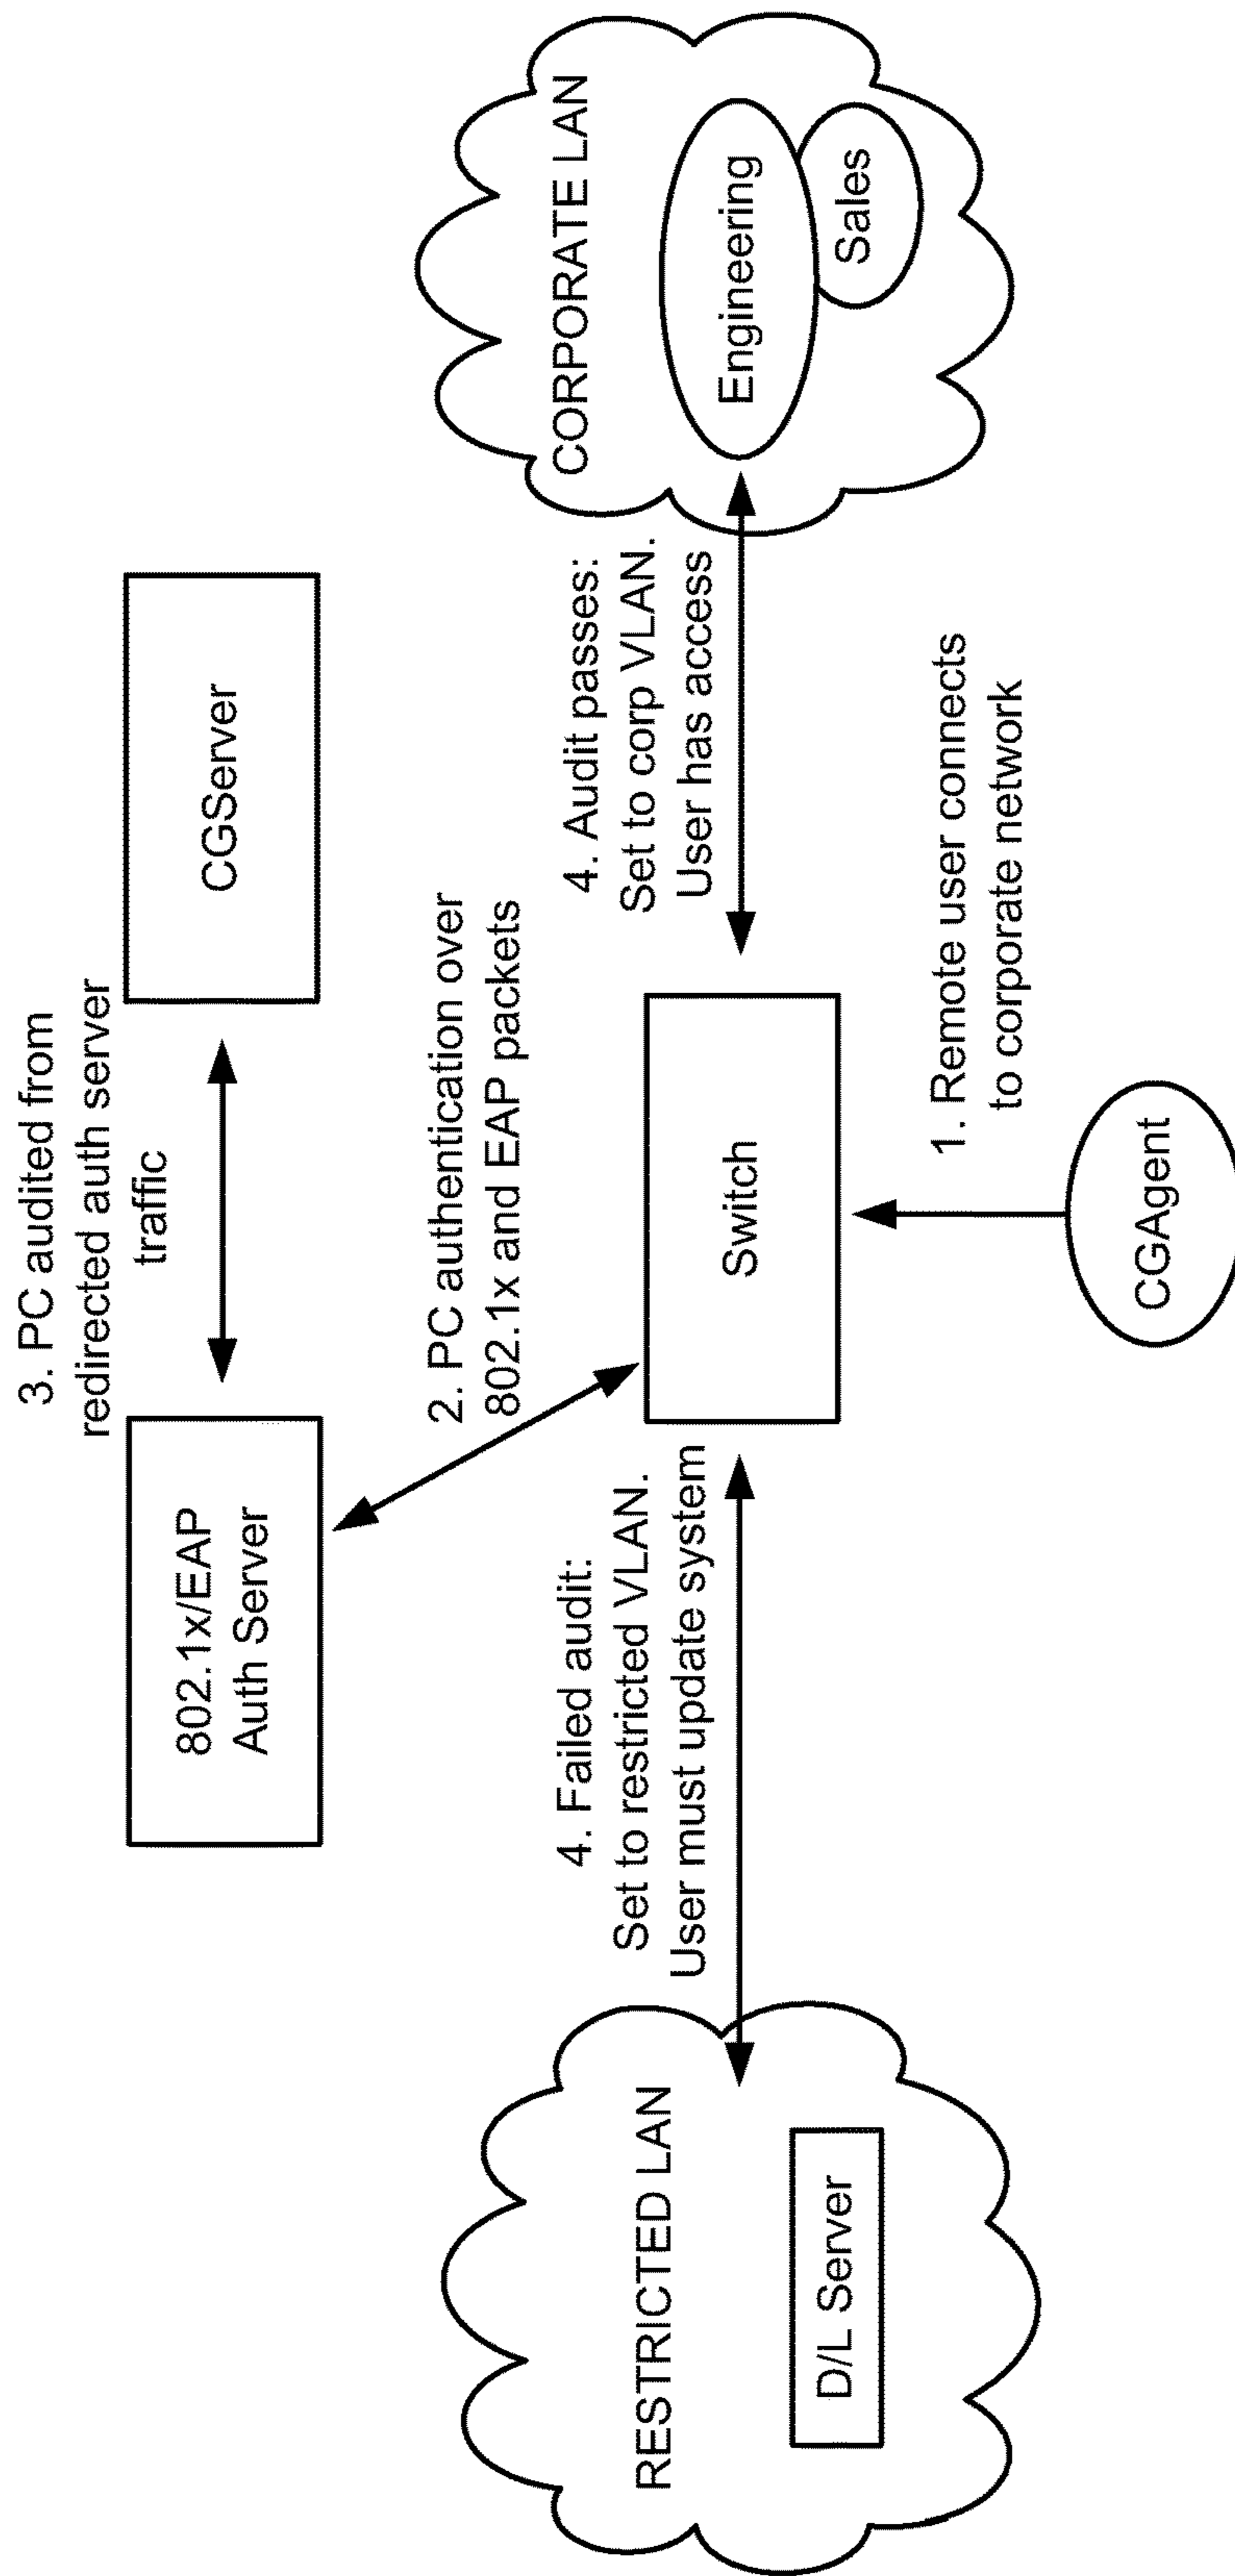 3. PC audited from
redirected auth server
traffic
802.1x/EAP
Auth Server
CGServer
2. PC authentication over
802.1x and EAP packets
4. Failed audit:
Set to restricted VLAN.
User must update system
4. Audit passes:
Set to corp VLAN.
User has access
RESTRICTED LAN
D/L Server
Switch
CORPORATE LAN
Engineering
Sales
1. Remote user connects
to corporate network
CGAgent